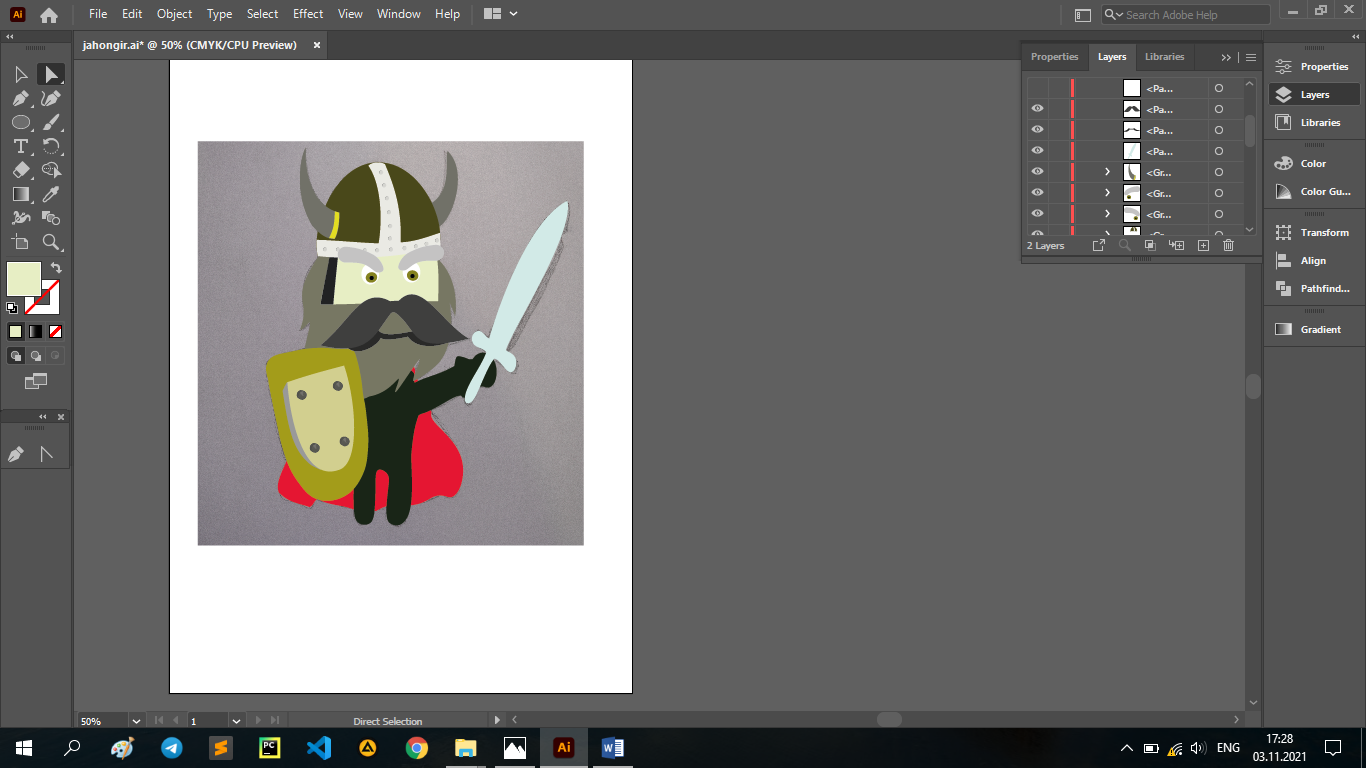 Ai File Edit Object Type Select Effect View Window Help Search Adobe Help
jahongir.ai* @ 50% (CMYK/CPU Preview)
Properties Layers Libraries
<Pa...
<Pa...
<Pa...
<Pa...
<Gr...
<Gr...
<Gr...
2 Layers
Properties
Layers
Libraries
Color
Color Gu...
Transform
Align
Pathfind...
Gradient
50% 1 Direct Selection
PC Ai W ENG
17:28
03.11.2021